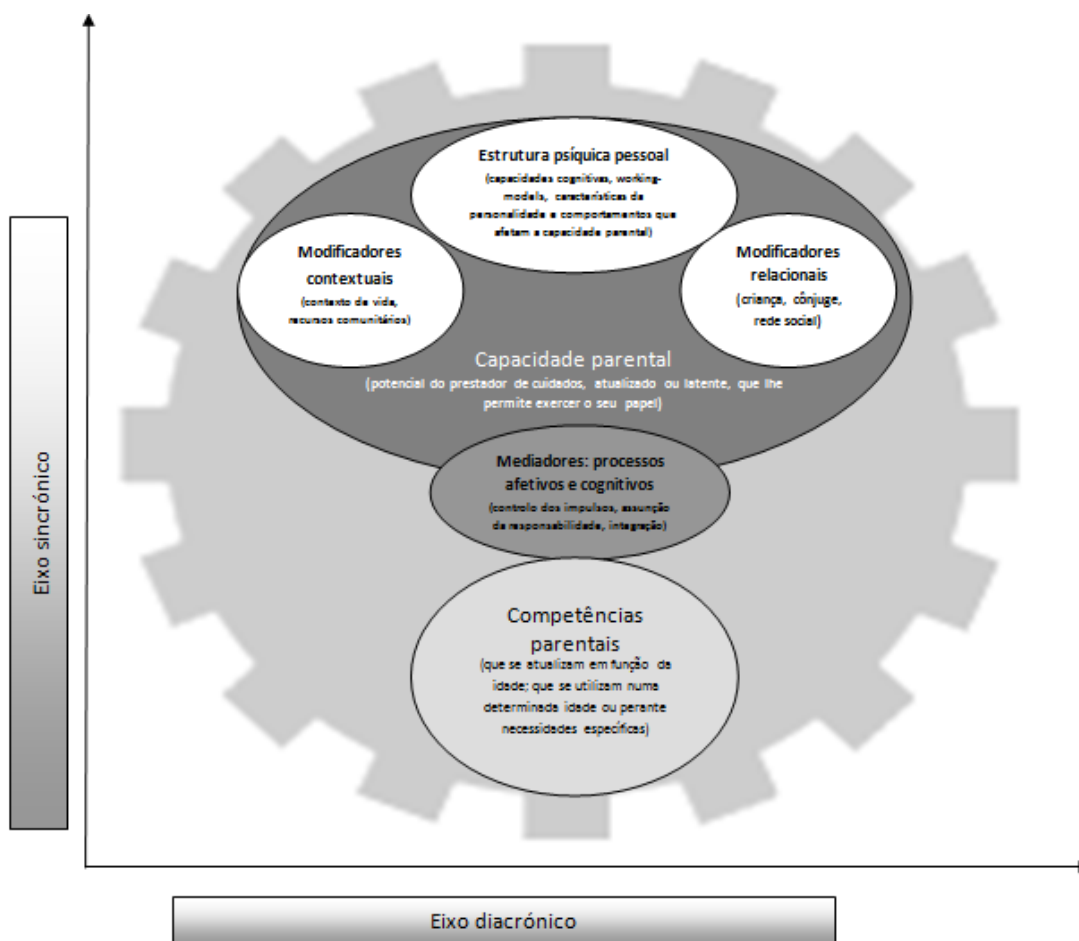 Estrutura psíquica pessoal
(capacidades cognitivas, working-
models, características da
personalidade e comportamentos que
afetam a capacidade parental)
Modificadores
contextuais
(contexto de vida,
recursos comunitários)
Modificadores
relacionais
(criança, cônjuge,
rede social)
Capacidade parental
(potencial do prestador de cuidados, atualizado ou latente, que lhe
permite exercer o seu papel)
Mediadores: processos
afetivos e cognitivos
(controlo dos impulsos, assunção
da responsabilidade, integração)
Competências
parentais
(que se atualizam em função da
idade; que se utilizam numa
determinada idade ou perante
necessidades específicas)
Eixo sincrónico
Eixo diacrónico